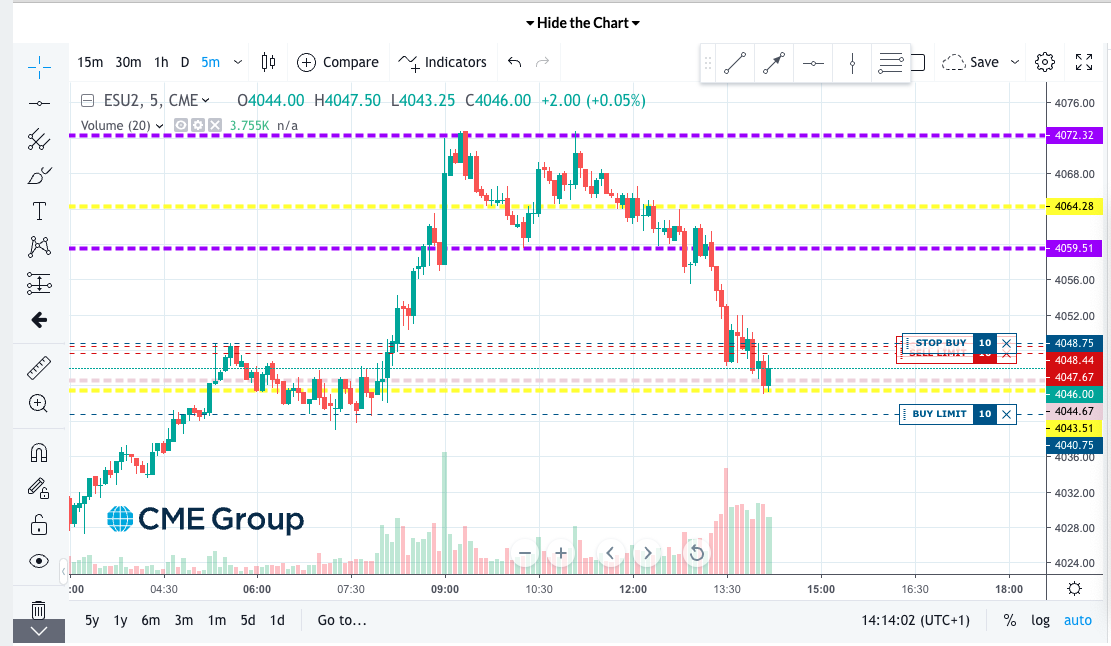 Hide the Chart
15m 30m 1h D 5m Compare Indicators Save
ESU2, 5, CME O4044.00 H4047.50 L4043.25 C4046.00 +2.00 (+0.05%)
Volume (20) 3.755K n/a
4076.00
4072.32
4068.00
4064.28
4059.51
4056.00
4052.00
STOP BUY 10 4048.75
SELL LIMIT 10 4048.44
4047.67
4046.00
4044.67
BUY LIMIT 10 4043.51
4040.75
4036.00
4032.00
4028.00
4024.00
CME Group
:00 04:30 06:00 07:30 09:00 10:30 12:00 13:30 15:00 16:30 18:00
5y 1y 6m 3m 1m 5d 1d Go to... 14:14:02 (UTC+1) % log auto